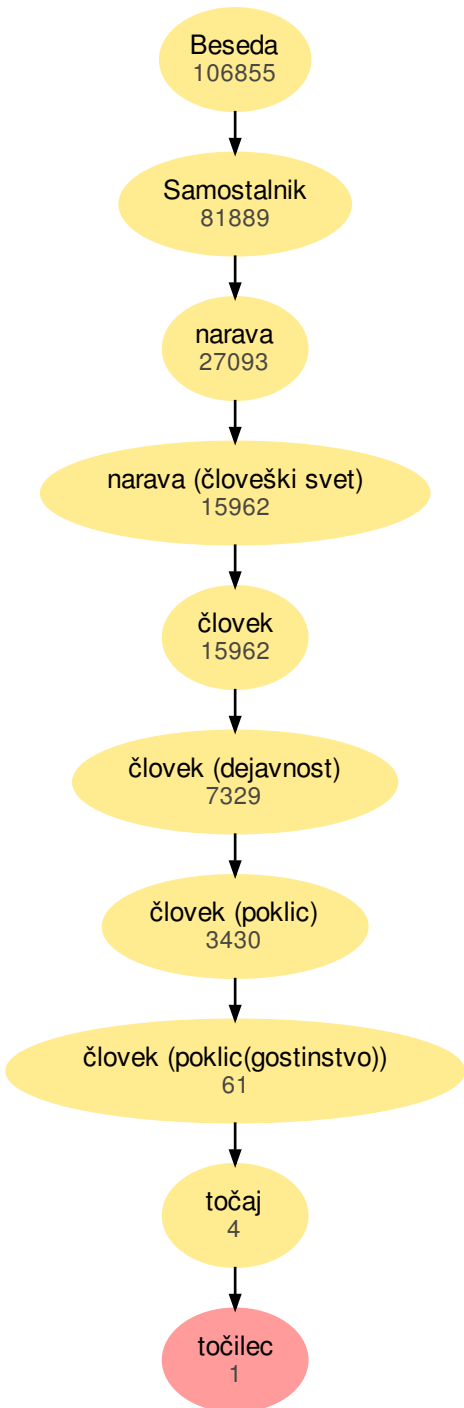 Beseda
106855
Samostalnik
81889
narava
27093
narava (človeški svet)
15962
človek
15962
človek (dejavnost)
7329
človek (poklic)
3430
človek (poklic(gostinstvo))
61
točaj
4
točilec
1